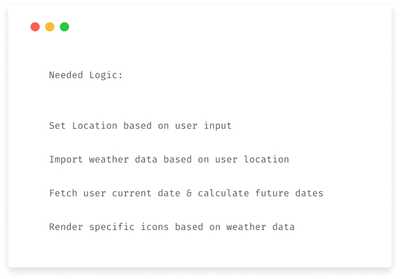 Needed Logic:
Set Location based on user input
Import weather data based on user location
Fetch user current date & calculate future dates
Render specific icons based on weather data